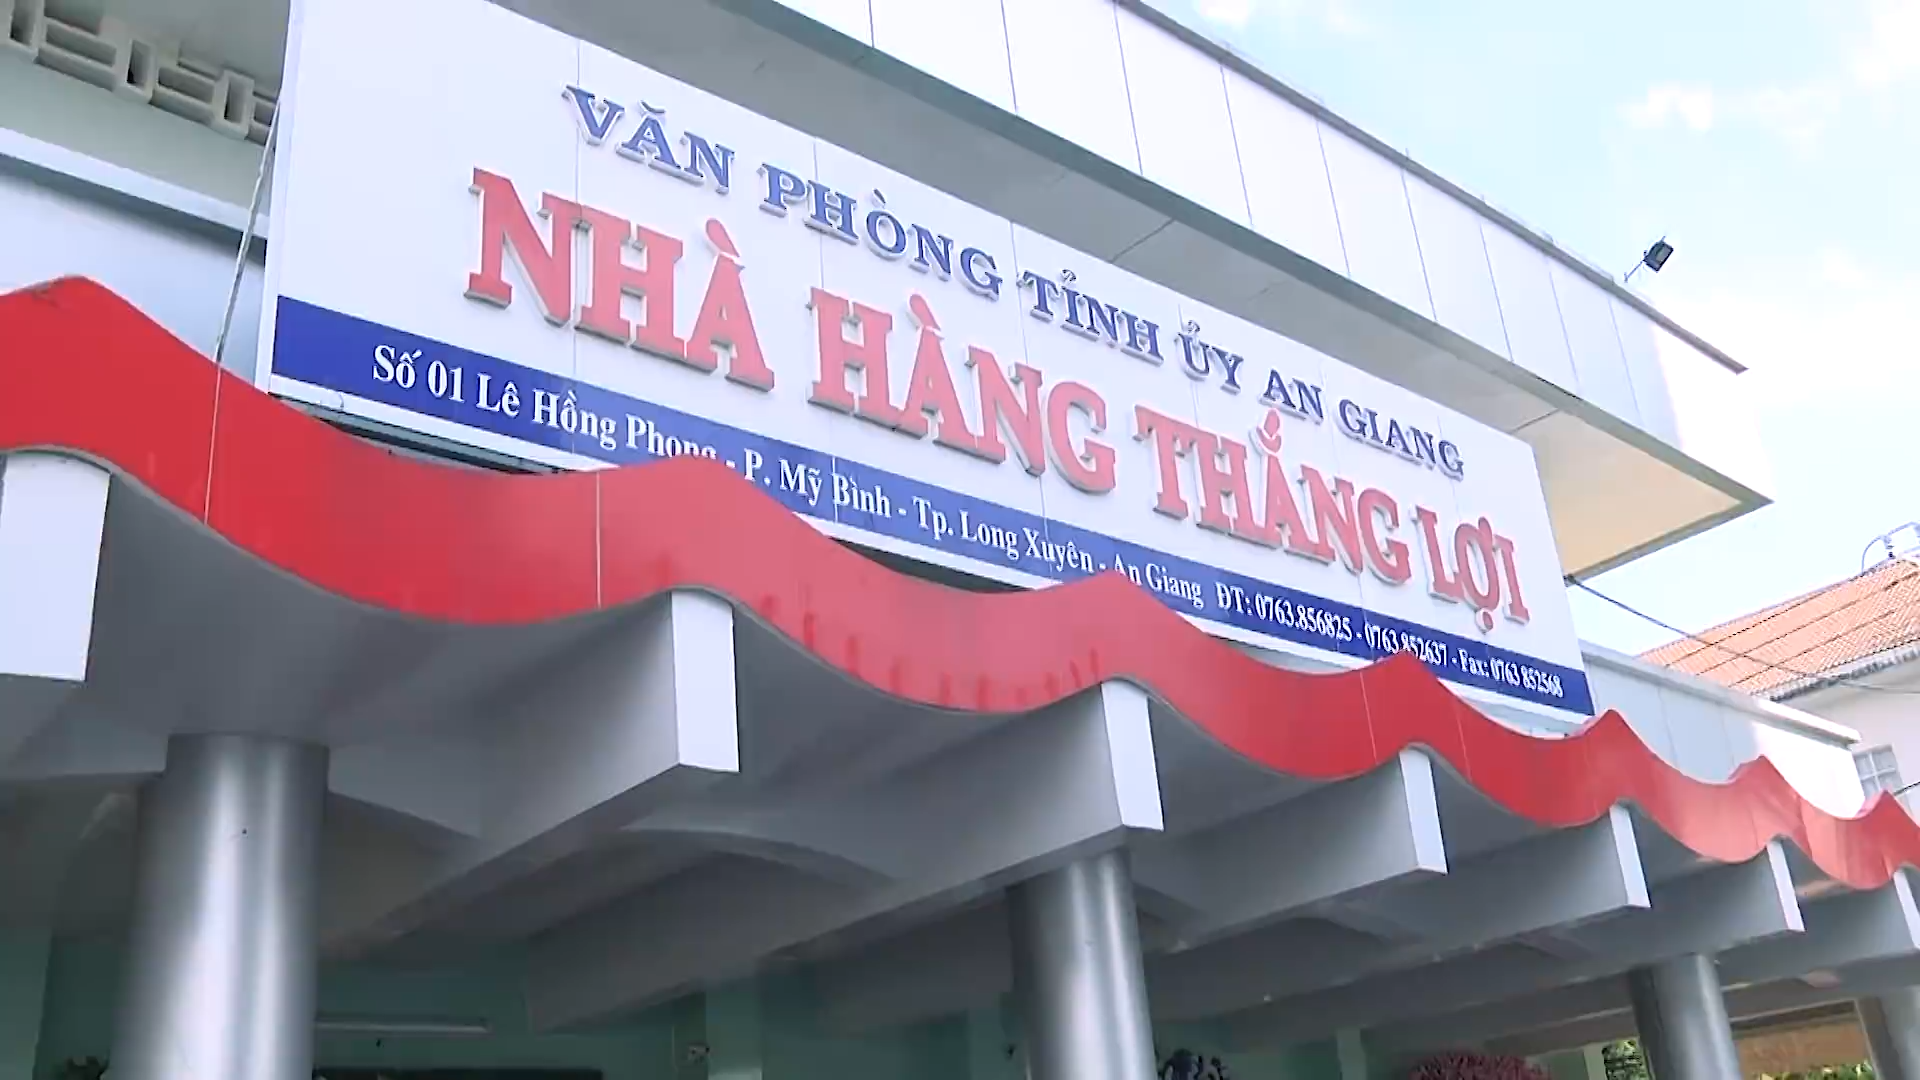 VĂN PHÒNG TỈNH ỦY AN GIANG
NHÀ HÀNG THẮNG LỢI
Số 01 Lê Hồng Phong - P. Mỹ Bình - Tp. Long Xuyên - An Giang ĐT: 0763.856825 - 0763.852637 - Fax: 0763 852568